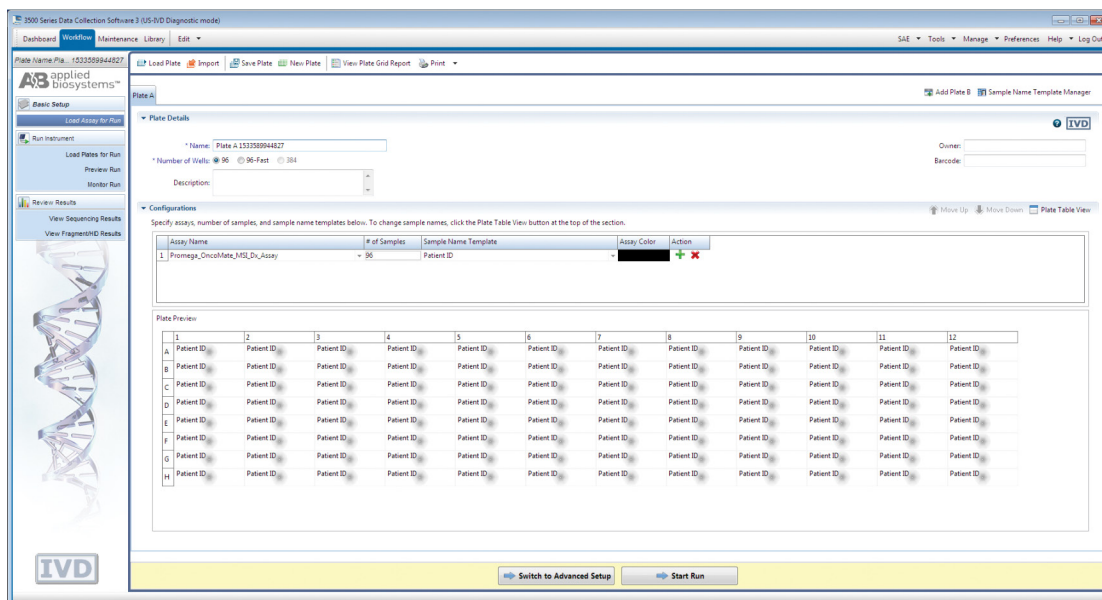 3500 Series Data Collection Software 3 (US-IVD Diagnostic mode)
Dashboard Workflow Maintenance Library Edit SAE Tools Manage Preferences Help Log Out
Plate Name:Pla... 1533589944827
Load Plate Import Save Plate New Plate View Plate Grid Report Print
AB applied biosystems™
Plate A Add Plate B Sample Name Template Manager
Basic Setup
Load Assay for Run
Run Instrument
Load Plates for Run
Preview Run
Monitor Run
Review Results
View Sequencing Results
View Fragment/HID Results
IVD
Plate Details
IVD
* Name: Plate A 1533589944827 Owner:
* Number of Wells: 96 96-Fast 384 Barcode:
Description:
Configurations Move Up Move Down Plate Table View
Specify assays, number of samples, and sample name templates below. To change sample names, click the Plate Table View button at the top of the section.
Assay Name # of Samples Sample Name Template Assay Color Action
1 Promega_OncoMate_MSI_Dx_Assay 96 Patient ID
Plate Preview
1 2 3 4 5 6 7 8 9 10 11 12
A Patient ID Patient ID Patient ID Patient ID Patient ID Patient ID Patient ID Patient ID Patient ID Patient ID Patient ID Patient ID
B Patient ID Patient ID Patient ID Patient ID Patient ID Patient ID Patient ID Patient ID Patient ID Patient ID Patient ID Patient ID
C Patient ID Patient ID Patient ID Patient ID Patient ID Patient ID Patient ID Patient ID Patient ID Patient ID Patient ID Patient ID
D Patient ID Patient ID Patient ID Patient ID Patient ID Patient ID Patient ID Patient ID Patient ID Patient ID Patient ID Patient ID
E Patient ID Patient ID Patient ID Patient ID Patient ID Patient ID Patient ID Patient ID Patient ID Patient ID Patient ID Patient ID
F Patient ID Patient ID Patient ID Patient ID Patient ID Patient ID Patient ID Patient ID Patient ID Patient ID Patient ID Patient ID
G Patient ID Patient ID Patient ID Patient ID Patient ID Patient ID Patient ID Patient ID Patient ID Patient ID Patient ID Patient ID
H Patient ID Patient ID Patient ID Patient ID Patient ID Patient ID Patient ID Patient ID Patient ID Patient ID Patient ID Patient ID
Switch to Advanced Setup Start Run